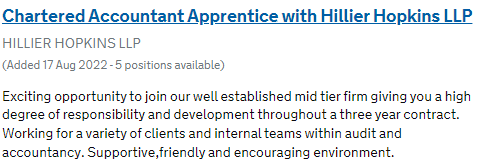 Chartered Accountant Apprentice with Hillier Hopkins LLP
HILLIER HOPKINS LLP
(Added 17 Aug 2022 - 5 positions available)
Exciting opportunity to join our well established mid tier firm giving you a high
degree of responsibility and development throughout a three year contract.
Working for a variety of clients and internal teams within audit and
accountancy. Supportive,friendly and encouraging environment.